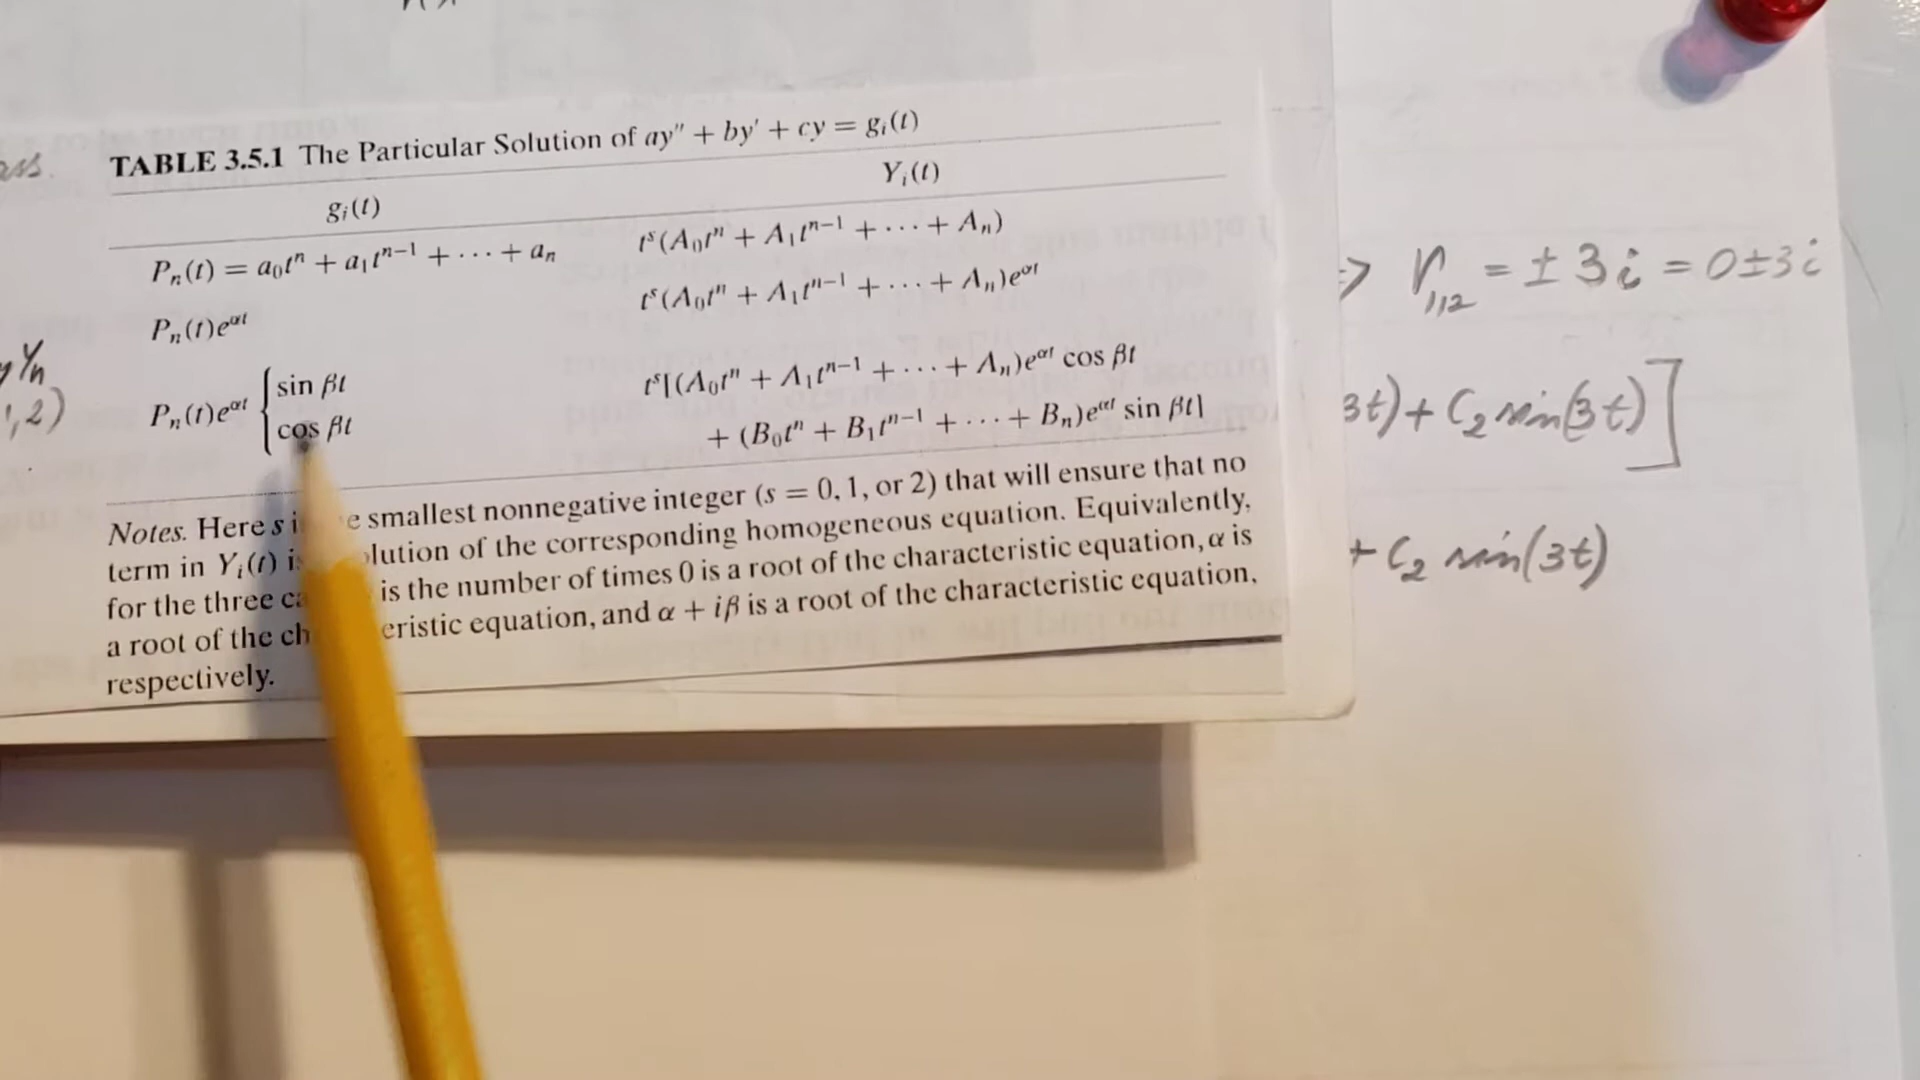 TABLE 3.5.1 The Particular Solution of ay″ + by′ + cy = gᵢ(t)
gᵢ(t) Yᵢ(t)
Pₙ(t) = a₀tⁿ + a₁tⁿ⁻¹ + ⋯ + aₙ tˢ(A₀tⁿ + A₁tⁿ⁻¹ + ⋯ + Aₙ)
Pₙ(t)e^αt tˢ(A₀tⁿ + A₁tⁿ⁻¹ + ⋯ + Aₙ)e^αt
Pₙ(t)e^αt { sin βt tˢ[(A₀tⁿ + A₁tⁿ⁻¹ + ⋯ + Aₙ)e^αt cos βt
cos βt + (B₀tⁿ + B₁tⁿ⁻¹ + ⋯ + Bₙ)e^αt sin βt]
Notes. Here s smallest nonnegative integer (s = 0, 1, or 2) that will ensure that no
term in Yᵢ(t) of the corresponding homogeneous equation. Equivalently,
for the three is the number of times 0 is a root of the characteristic equation, α is
a root of the equation, and α + iβ is a root of the characteristic equation,
respectively.
r₁,₂ = ± 3i = 0 ± 3i
3t) + C₂ sin(3t)]
+ C₂ sin(3t)